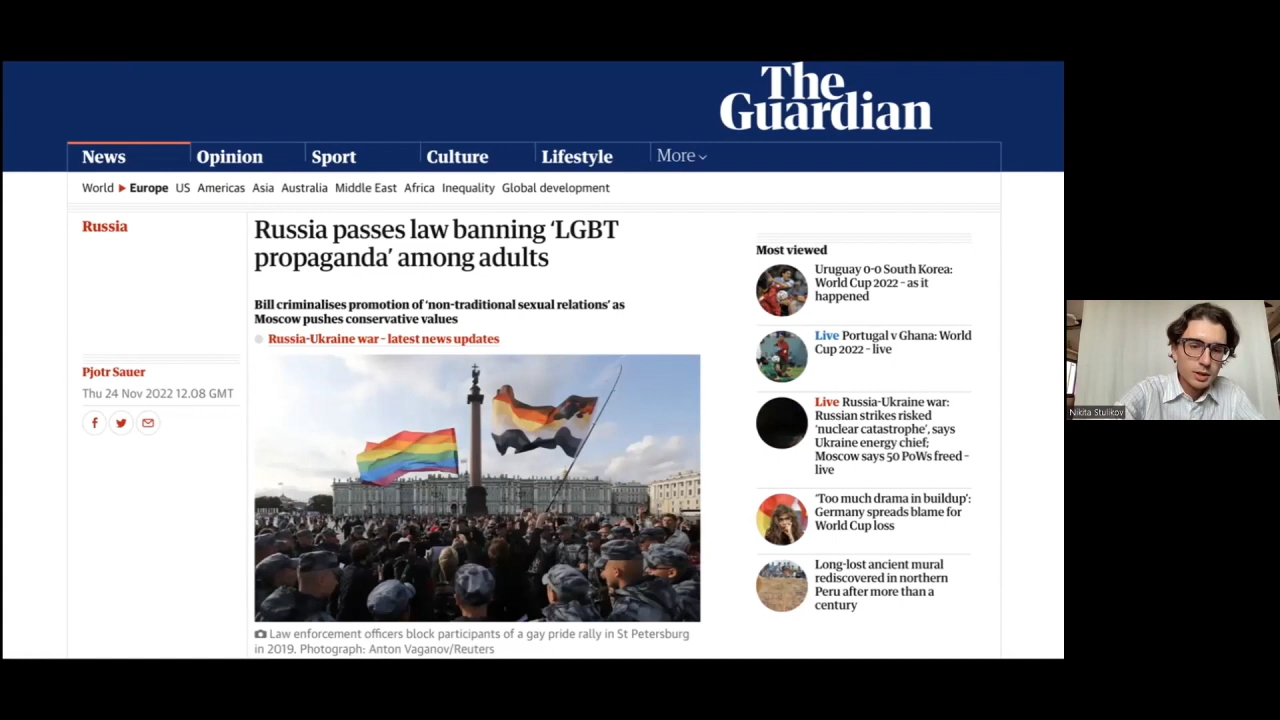 The
Guardian
News
Opinion
Sport
Culture
Lifestyle
More
World Europe US Americas Asia Australia Middle East Africa Inequality Global development
Russia
Russia passes law banning ‘LGBT
propaganda’ among adults
Bill criminalises promotion of ‘non-traditional sexual relations’ as
Moscow pushes conservative values
Russia-Ukraine war – latest news updates
Pjotr Sauer
Thu 24 Nov 2022 12.08 GMT
Law enforcement officers block participants of a gay pride rally in St Petersburg
in 2019. Photograph: Anton Vaganov/Reuters
Most viewed
Uruguay 0-0 South Korea:
World Cup 2022 – as it
happened
Live Portugal v Ghana: World
Cup 2022 – live
Live Russia-Ukraine war:
Russian strikes risked
‘nuclear catastrophe’, says
Ukraine energy chief;
Moscow says 50 PoWs freed –
live
‘Too much drama in buildup’:
Germany spreads blame for
World Cup loss
Long-lost ancient mural
rediscovered in northern
Peru after more than a
century
Nikita Stulikov